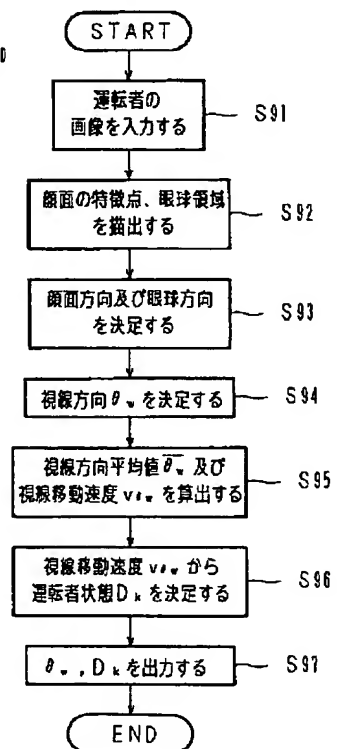 START
運転者の
画像を入力する
S91
顔面の特徴点、眼球領域
を描出する
S92
顔面方向及び眼球方向
を決定する
S93
視線方向θwを決定する
S94
視線方向平均値θw及び
視線移動速度vθwを算出する
S95
視線移動速度vθwから
運転者状態Dkを決定する
S96
θw,Dkを出力する
S97
END